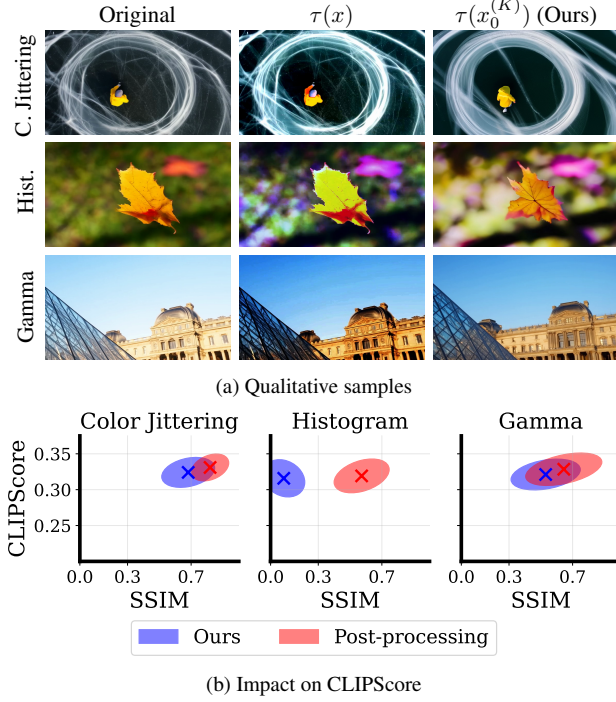 Original τ(x) τ(x₀⁽ᴷ⁾) (Ours)
C. Jittering
Hist.
Gamma
(a) Qualitative samples
Color Jittering Histogram Gamma
CLIPScore
0.35
0.30
0.25
0.0 0.3 0.7 0.0 0.3 0.7 0.0 0.3 0.7
SSIM SSIM SSIM
Ours Post-processing
(b) Impact on CLIPScore